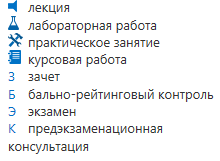 лекция
лабораторная работа
практическое занятие
курсовая работа
З зачет
Б бально-рейтинговый контроль
Э экзамен
К предэкзаменационная
консультация